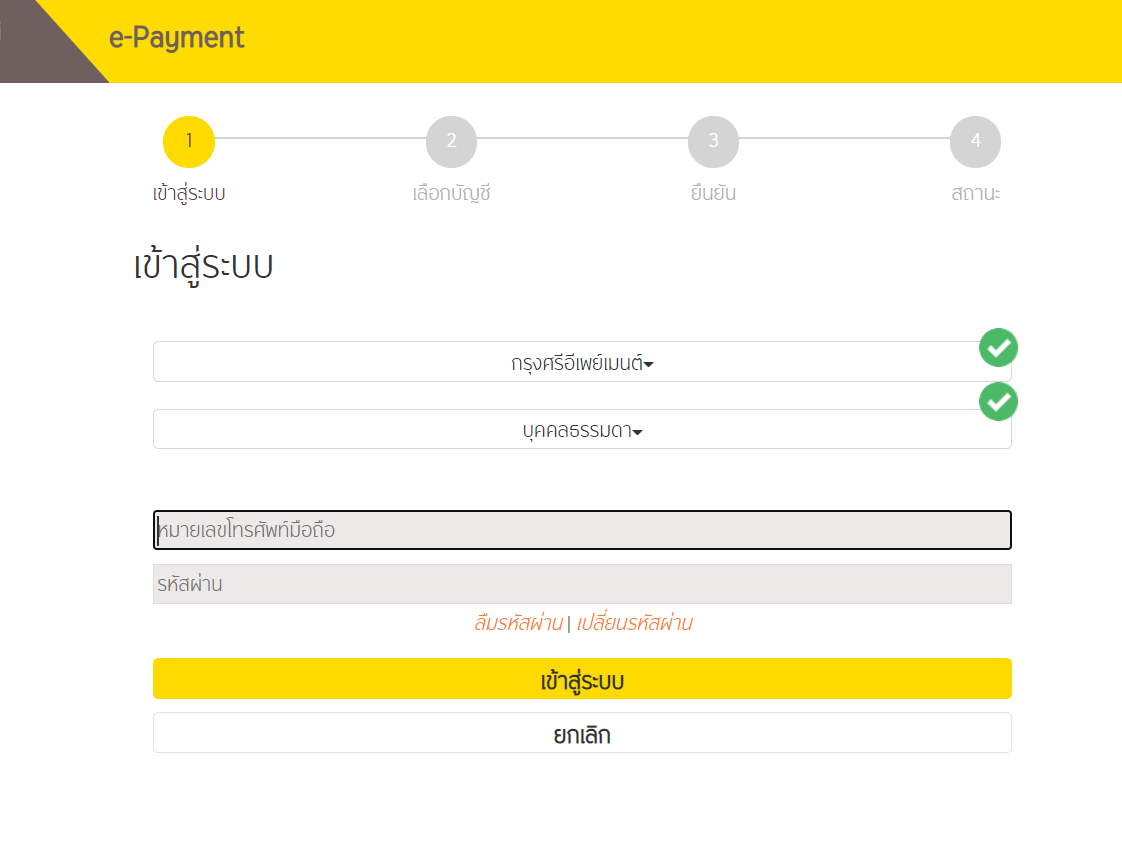 e-Payment
1 2 3 4
เข้าสู่ระบบ เลือกบัญชี ยืนยัน สถานะ
เข้าสู่ระบบ
กรุงศรีอีเพย์เมนต์
บุคคลธรรมดา
หมายเลขโทรศัพท์มือถือ
รหัสผ่าน
ลืมรหัสผ่าน | เปลี่ยนรหัสผ่าน
เข้าสู่ระบบ
ยกเลิก